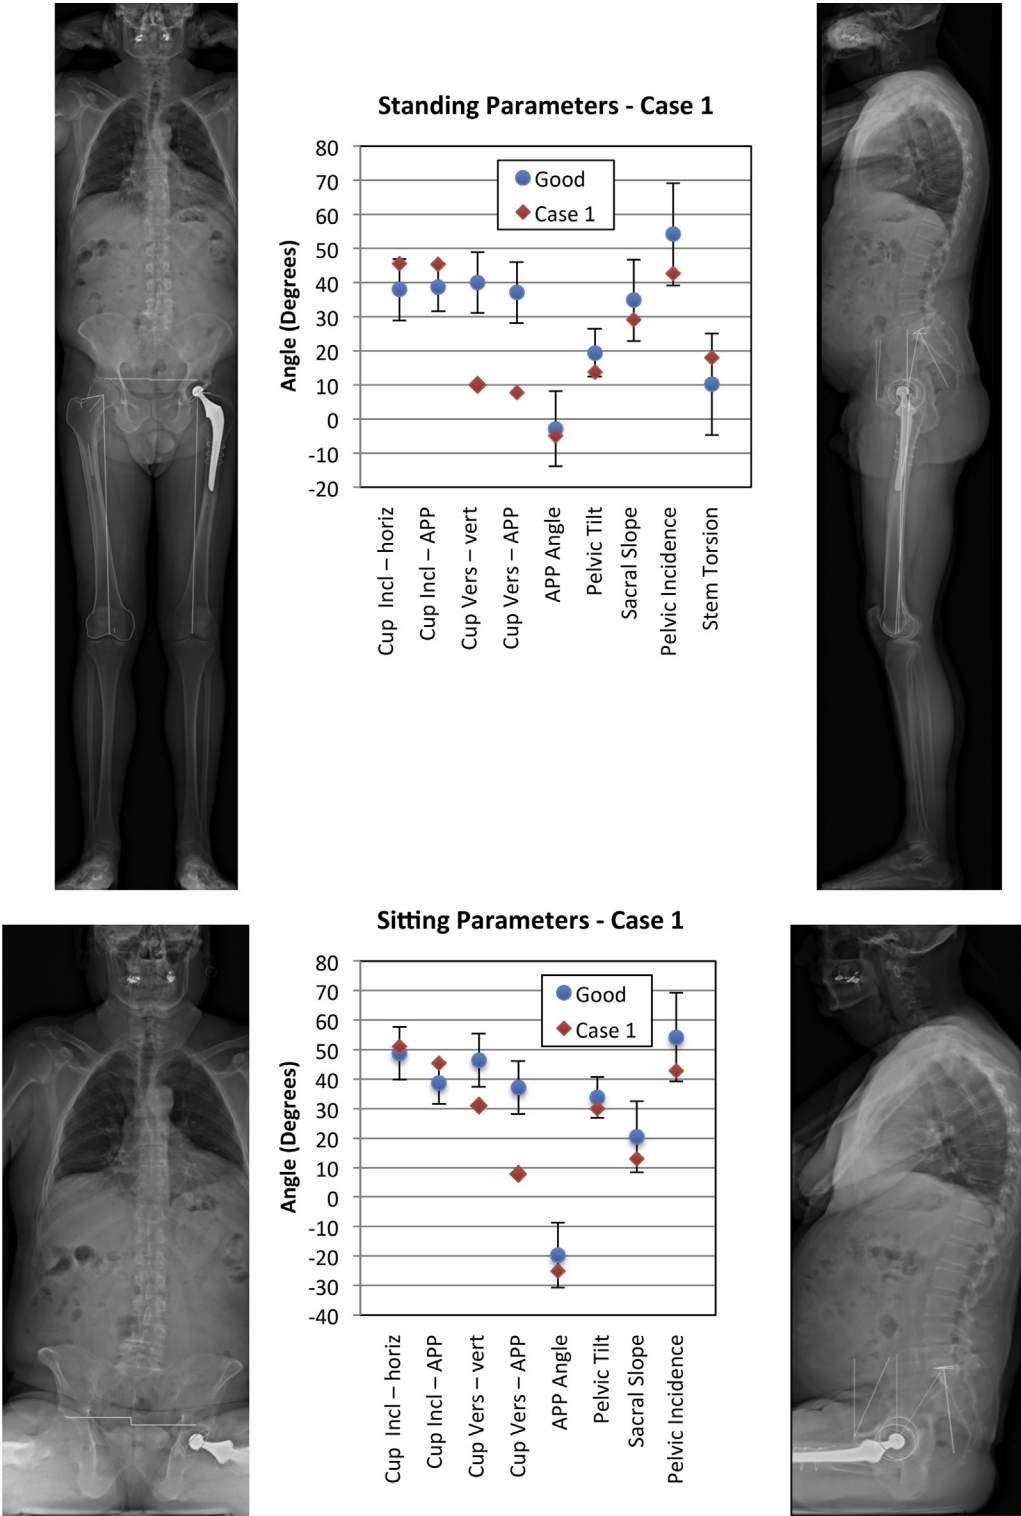 Standing Parameters - Case 1
80
70
60
50
40
30
20
10
0
-10
-20
Angle (Degrees)
Good
Case 1
Cup Incl – horiz
Cup Incl – APP
Cup Vers – vert
Cup Vers – APP
APP Angle
Pelvic Tilt
Sacral Slope
Pelvic Incidence
Stem Torsion
Sitting Parameters - Case 1
80
70
60
50
40
30
20
10
0
-10
-20
-30
-40
Angle (Degrees)
Good
Case 1
Cup Incl – horiz
Cup Incl – APP
Cup Vers – vert
Cup Vers – APP
APP Angle
Pelvic Tilt
Sacral Slope
Pelvic Incidence